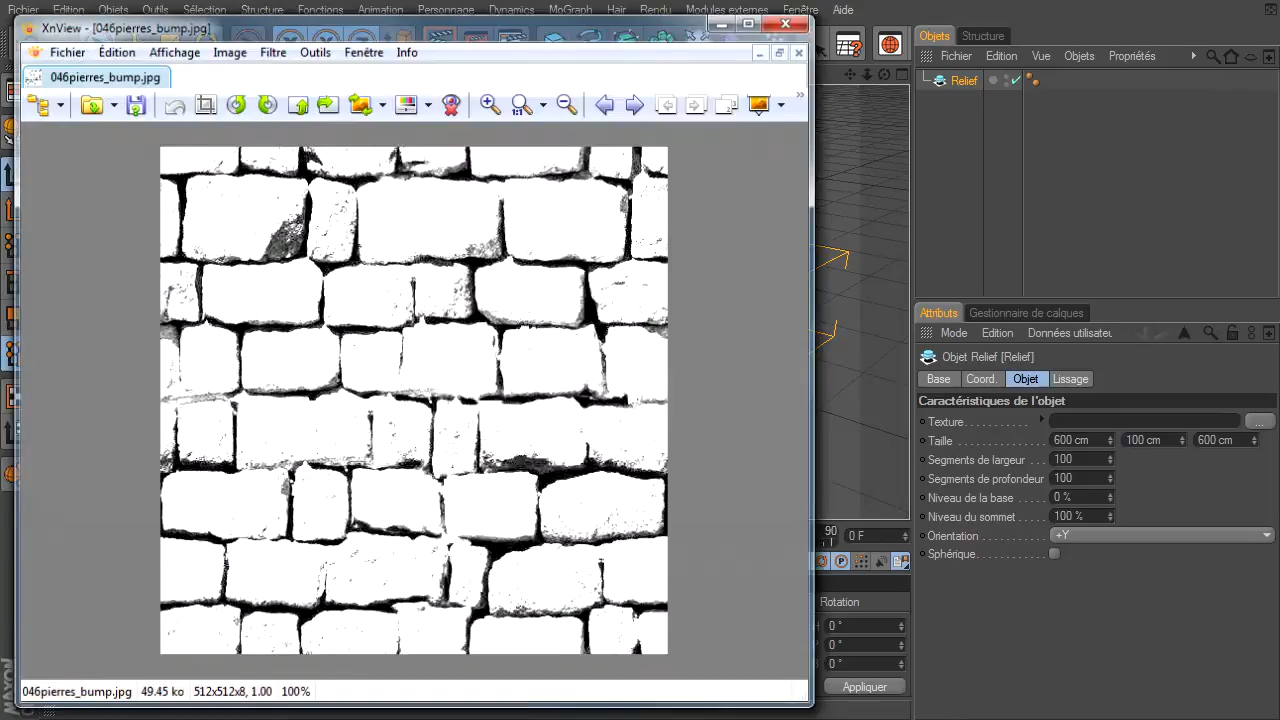 Fichier Edition Objets Outils Sélection Structure Fonctions Animation Personnage Dynamics MoGraph Hair Rendu Modules externes Fenêtre Aide
XnView - [046pierres_bump.jpg]
Fichier Édition Affichage Image Filtre Outils Fenêtre Info
046pierres_bump.jpg
1:1
2
Objets Structure
Fichier Edition Vue Objets Propriétés
Relief
Attributs Gestionnaire de calques
Mode Edition Données utilisateur
Objet Relief [Relief]
Base Coord. Objet Lissage
Caractéristiques de l'objet
Texture ...
Taille 600 cm 100 cm 600 cm
Segments de largeur 100
Segments de profondeur 100
Niveau de la base 0 %
Niveau du sommet 100 %
Orientation +Y
Sphérique
90 0 F
P
Rotation
H 0 °
0 °
0 °
Appliquer
046pierres_bump.jpg 49.45 ko 512x512x8, 1.00 100%
MAXON